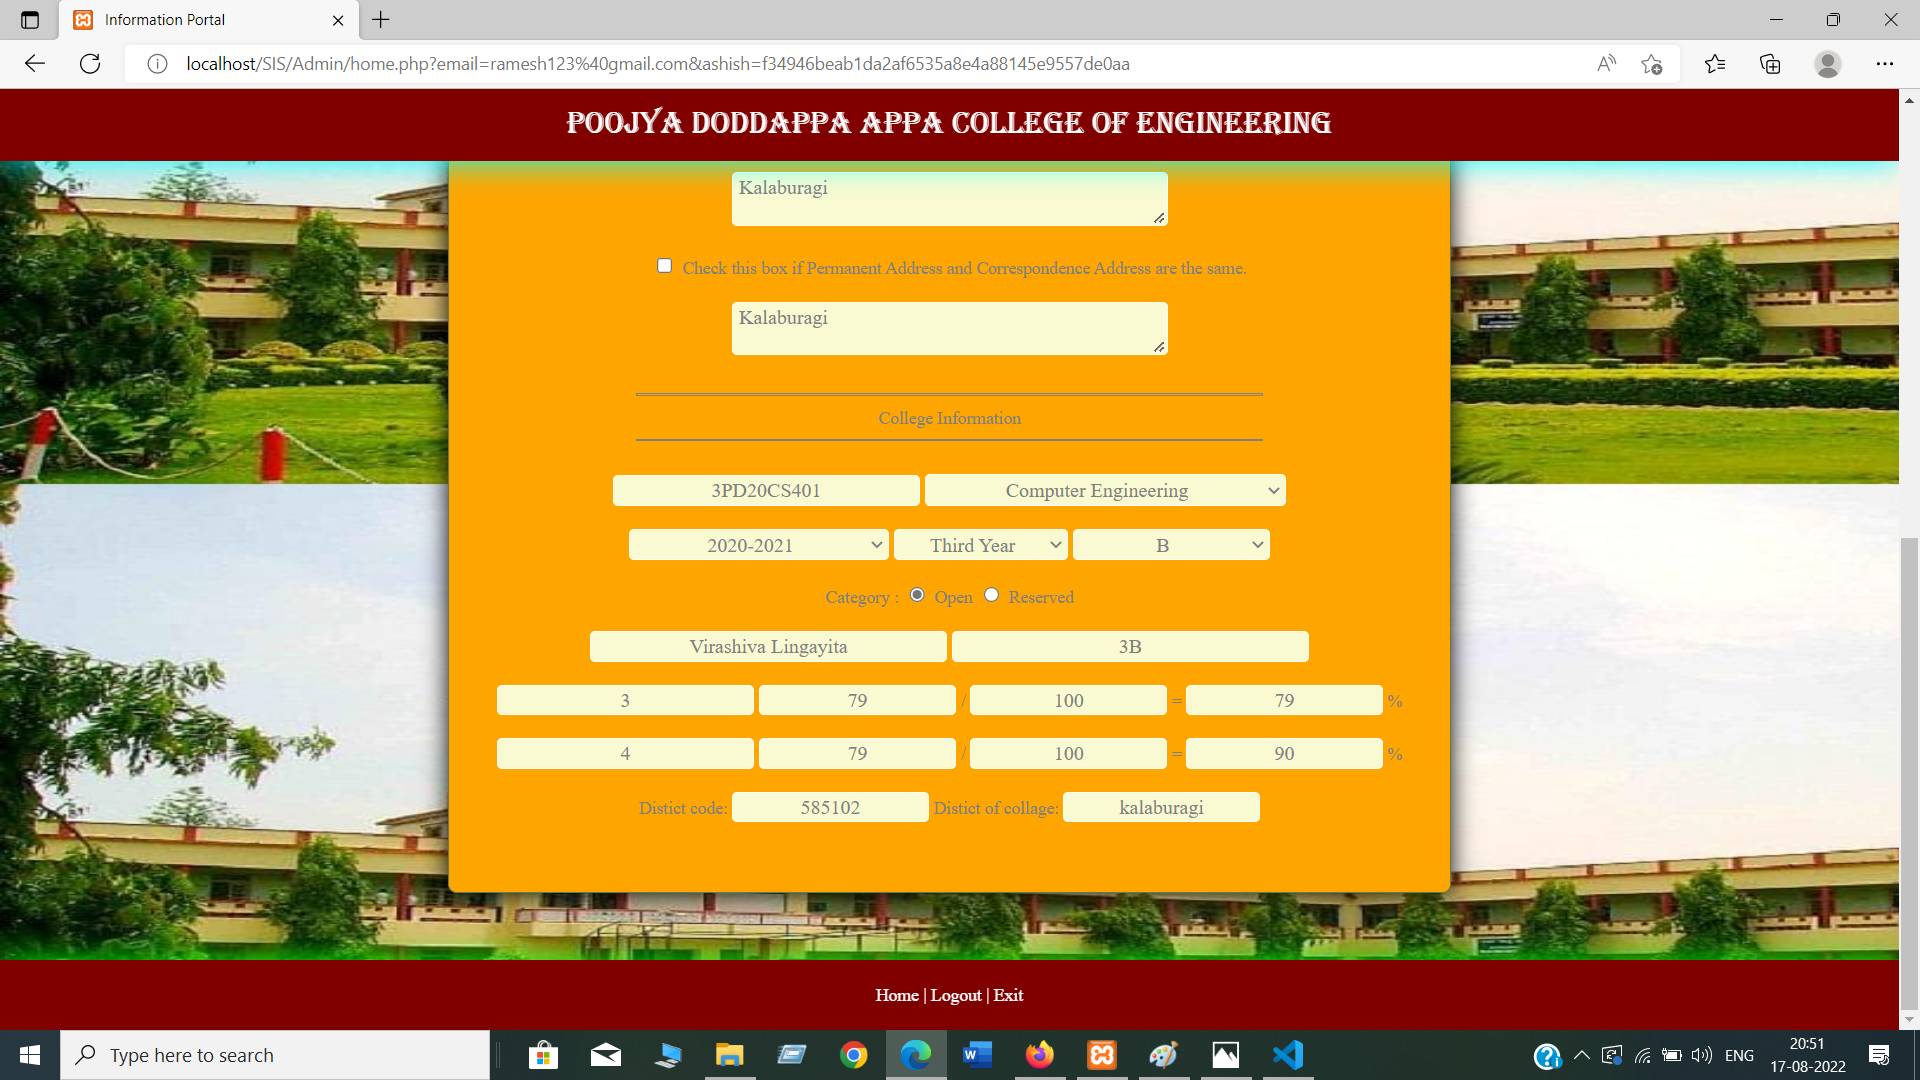 Information Portal
localhost/SIS/Admin/home.php?email=ramesh123%40gmail.com&ashish=f34946beab1da2af6535a8e4a88145e9557de0aa
POOJYA DODDAPPA APPA COLLEGE OF ENGINEERING
Kalaburagi
Check this box if Permanent Address and Correspondence Address are the same.
Kalaburagi
College Information
3PD20CS401 Computer Engineering
2020-2021 Third Year B
Category : Open Reserved
Virashiva Lingayita 3B
3 79 / 100 = 79 %
4 79 / 100 = 90 %
Distict code: 585102 Distict of collage: kalaburagi
Home | Logout | Exit
Type here to search
ENG
20:51
17-08-2022